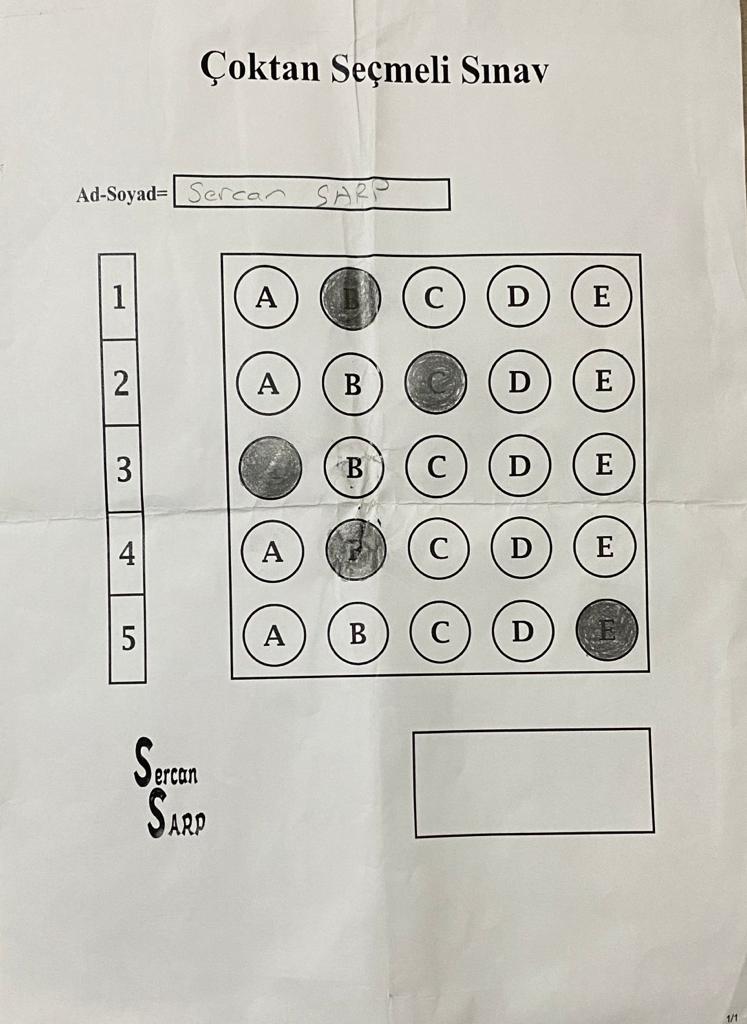 Çoktan Seçmeli Sınav
Ad-Soyad= Sercan SARP
1 A B C D E
2 A B C D E
3 B C D E
4 A B C D E
5 A B C D E
Sercan
SARP
1/1